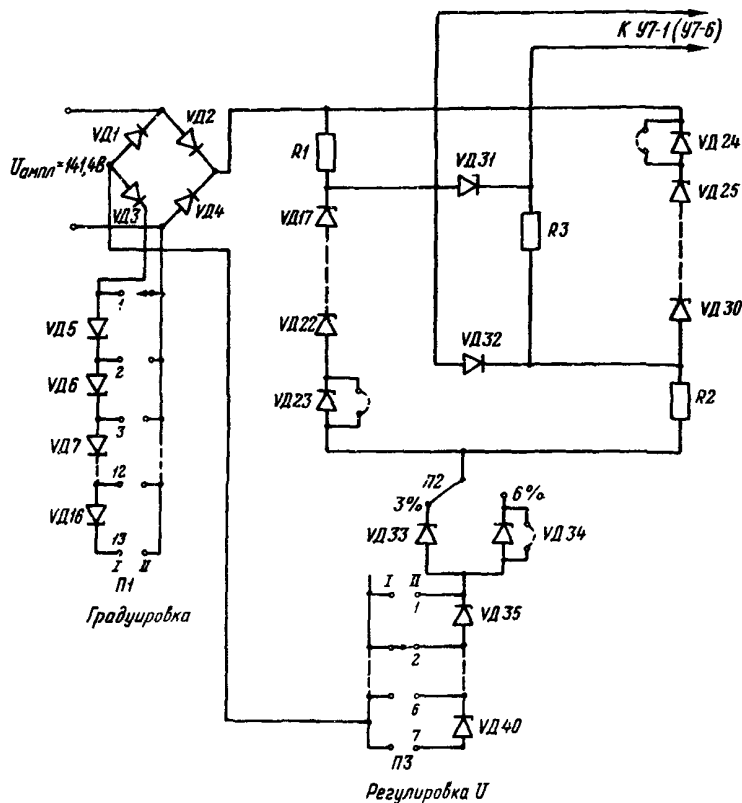 К У7-1 (У7-6)
VД1
VД2
Uампл=141,4В
VД3
VД4
R1
VД31
VД24
VД25
VД17
R3
VД22
VД32
VД30
VД23
R2
1
VД5
2
VД6
3
VД7
12
VД16
13
I II
П1
Градуировка
П2
3%
6%
VД33
VД34
I II
1
VД35
2
6
7
VД40
П3
Регулировка U